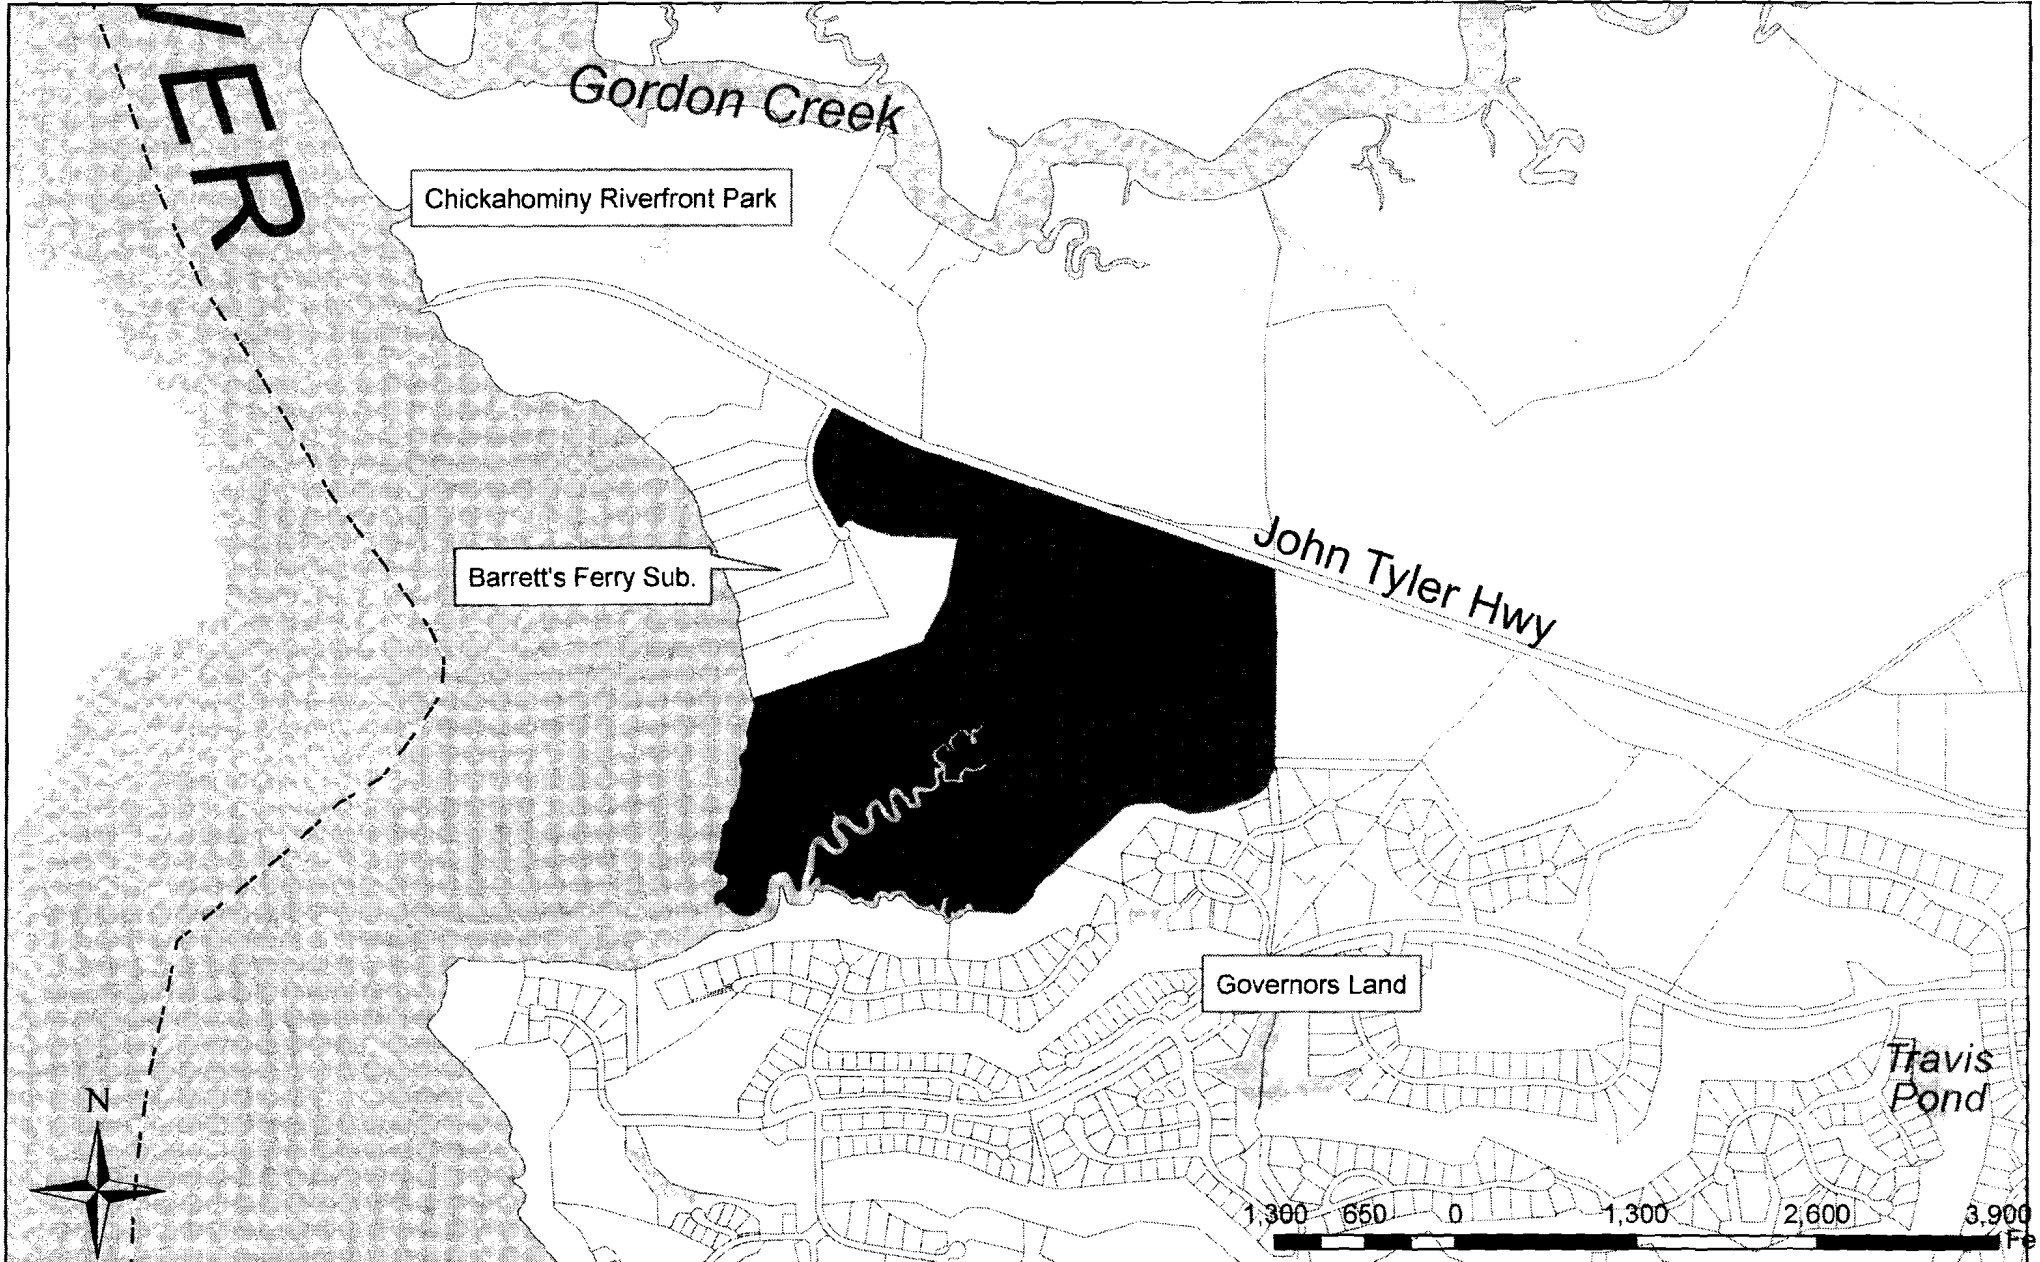 VER
Gordon Creek
Chickahominy Riverfront Park
Barrett's Ferry Sub.
John Tyler Hwy
Governors Land
Travis
Pond
N
1,300 650 0 1,300 2,600 3,900
Fe